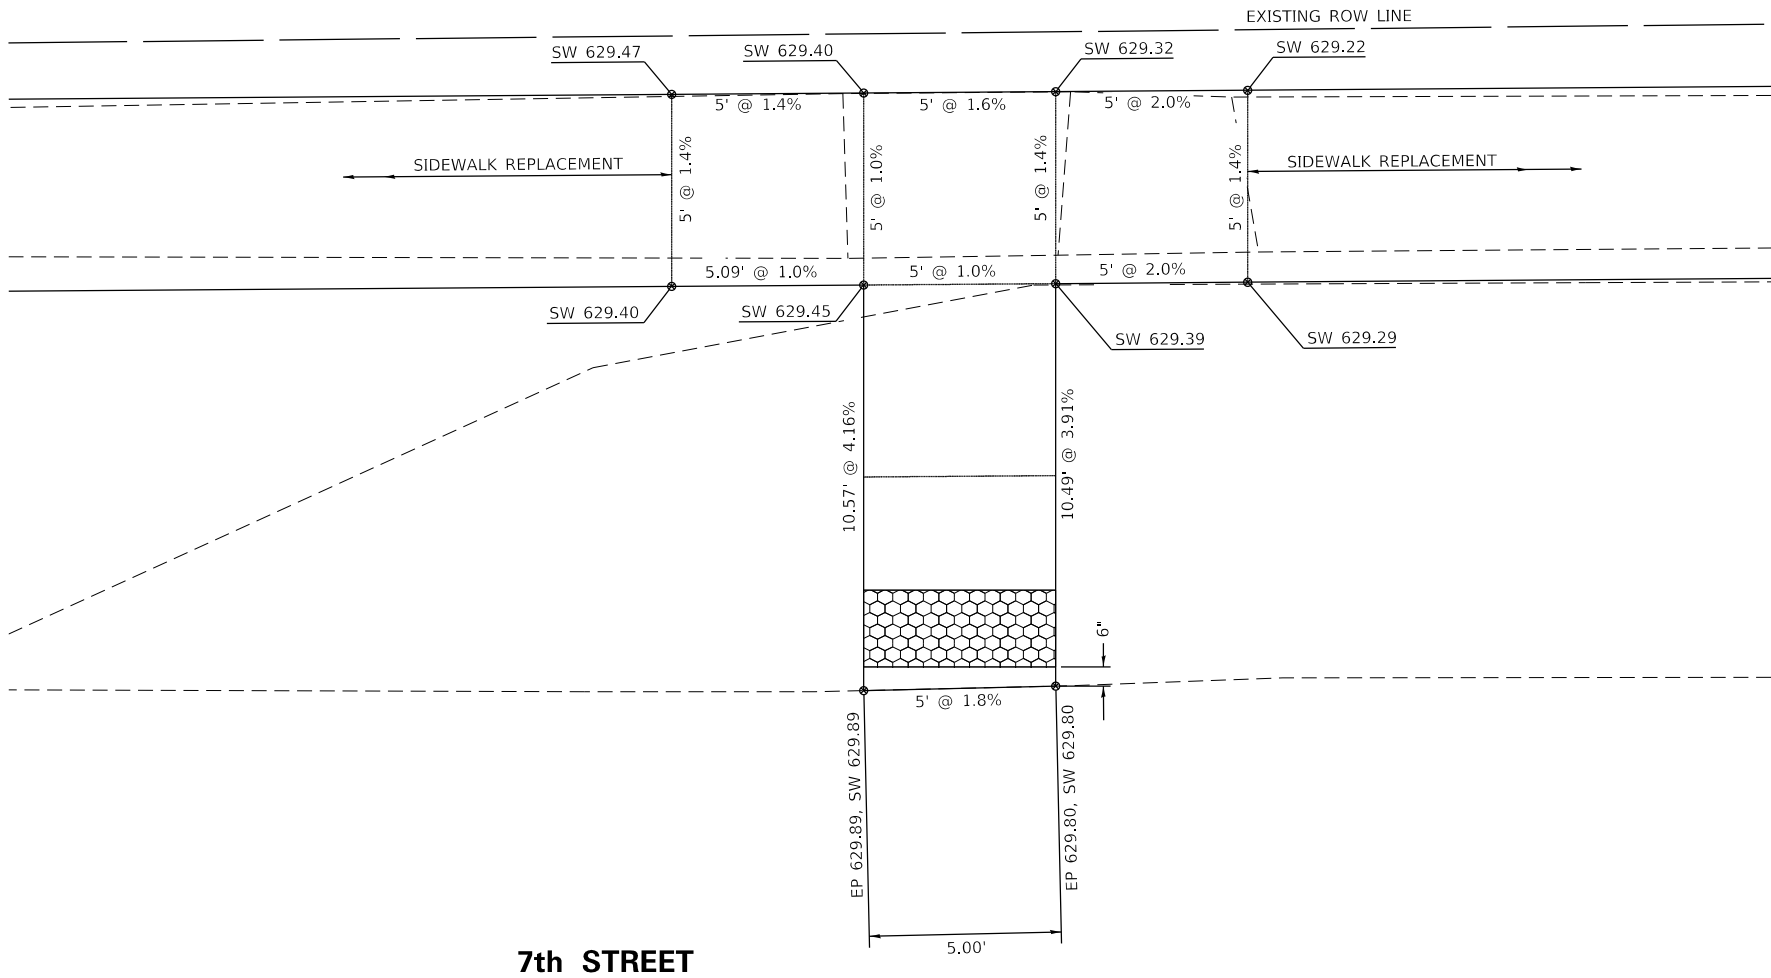 EXISTING ROW LINE
SW 629.47
SW 629.40
SW 629.32
SW 629.22
5' @ 1.4%
5' @ 1.6%
5' @ 2.0%
SIDEWALK REPLACEMENT
5' @ 1.4%
5' @ 1.0%
5' @ 1.4%
5' @ 1.4%
SIDEWALK REPLACEMENT
5.09' @ 1.0%
5' @ 1.0%
5' @ 2.0%
SW 629.40
SW 629.45
SW 629.39
SW 629.29
10.57' @ 4.16%
10.49' @ 3.91%
6"
5' @ 1.8%
EP 629.89, SW 629.89
EP 629.80, SW 629.80
5.00'
7th STREET